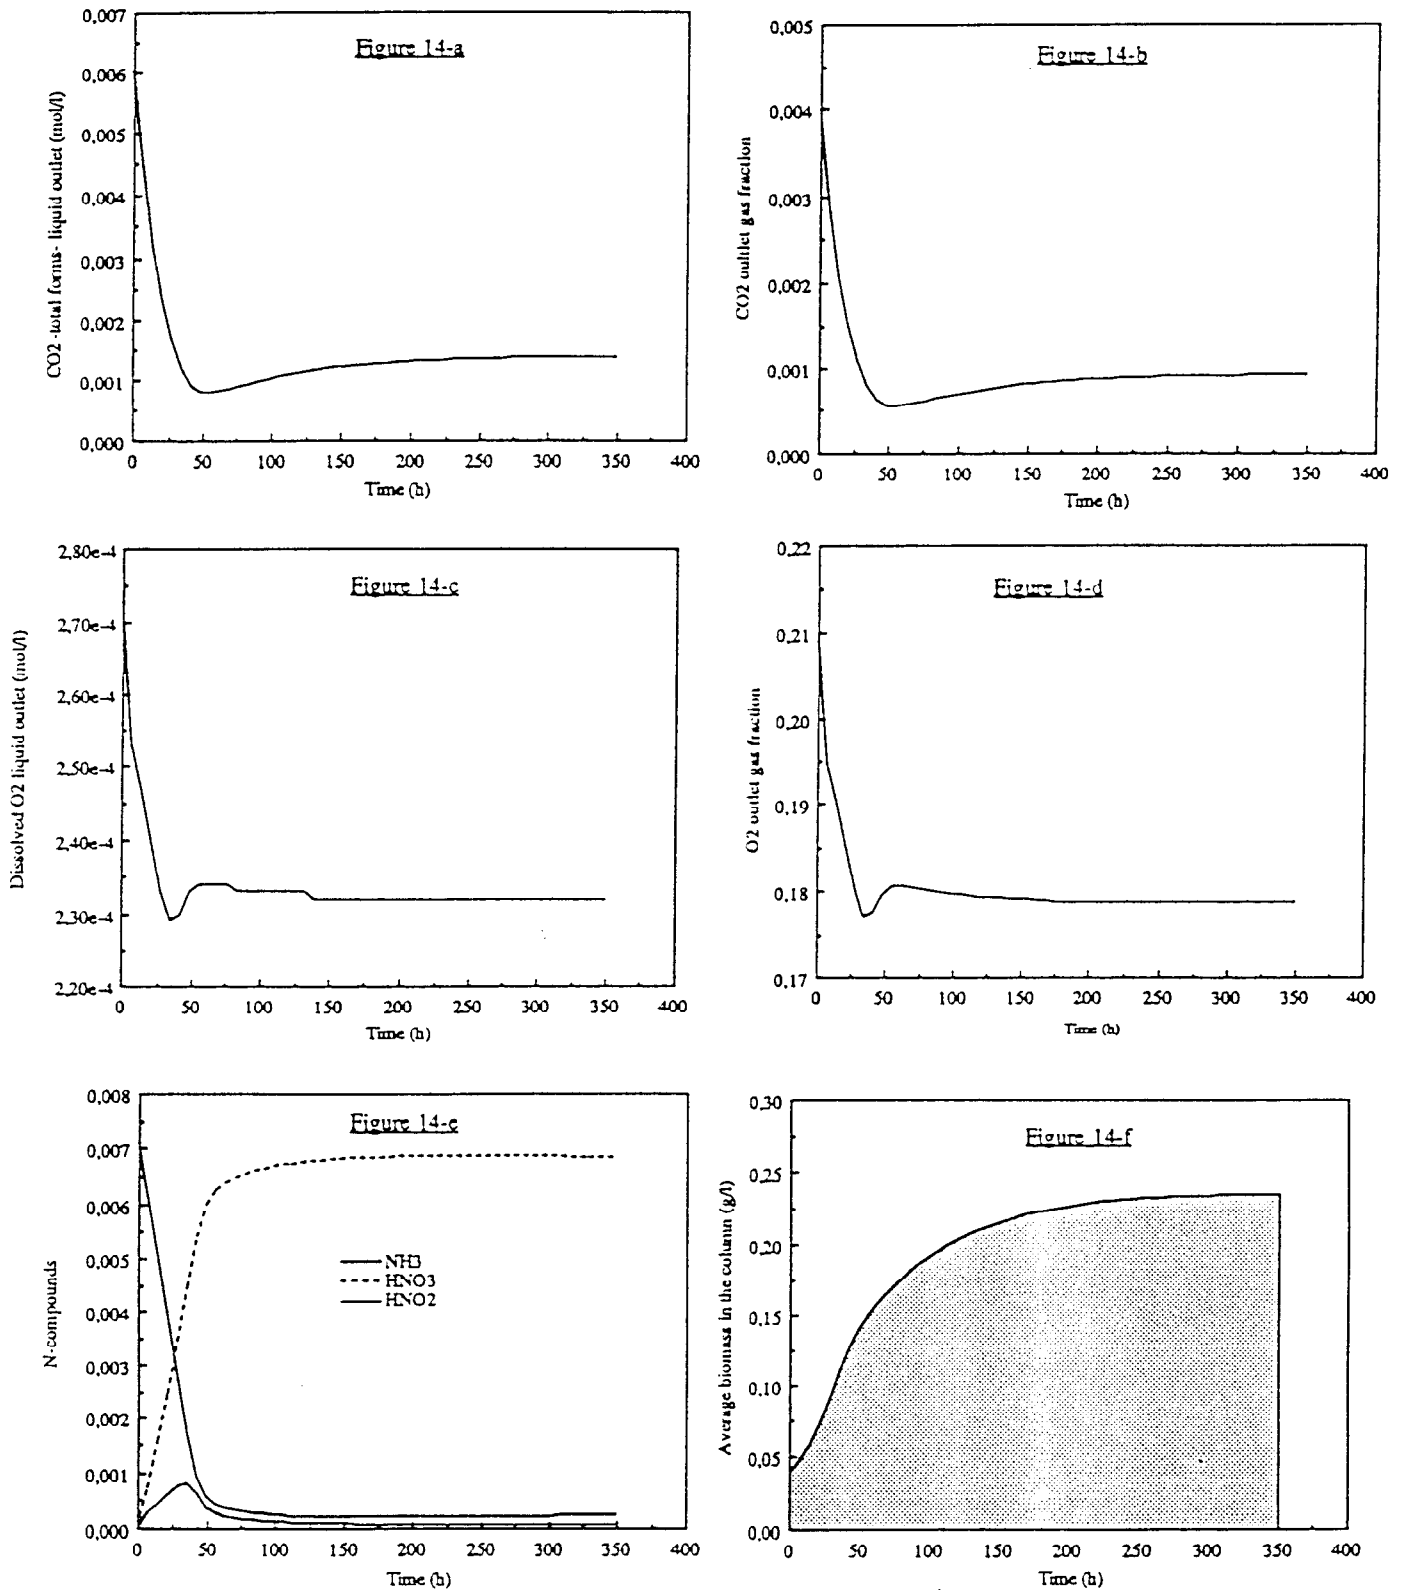 Figure 14-a
CO2 -total forms- liquid outlet (mol/l)
0,007
0,006
0,005
0,004
0,003
0,002
0,001
0,000
0 50 100 150 200 250 300 350 400
Time (h)
Figure 14-b
CO2 oultlet gas fraction
0,005
0,004
0,003
0,002
0,001
0,000
0 50 100 150 200 250 300 350 400
Time (h)
Figure 14-c
Dissolved O2 liquid outlet (mol/l)
2,80e-4
2,70e-4
2,60e-4
2,50e-4
2,40e-4
2,30e-4
2,20e-4
0 50 100 150 200 250 300 350 400
Time (h)
Figure 14-d
O2 outlet gas fraction
0,22
0,21
0,20
0,19
0,18
0,17
0 50 100 150 200 250 300 350 400
Time (h)
Figure 14-e
N-compounds
0,008
0,007
0,006
0,005
0,004
0,003
0,002
0,001
0,000
NH3
HNO3
HNO2
0 50 100 150 200 250 300 350 400
Time (h)
Figure 14-f
Average biomass in the column (g/l)
0,30
0,25
0,20
0,15
0,10
0,05
0,00
0 50 100 150 200 250 300 350 400
Time (h)